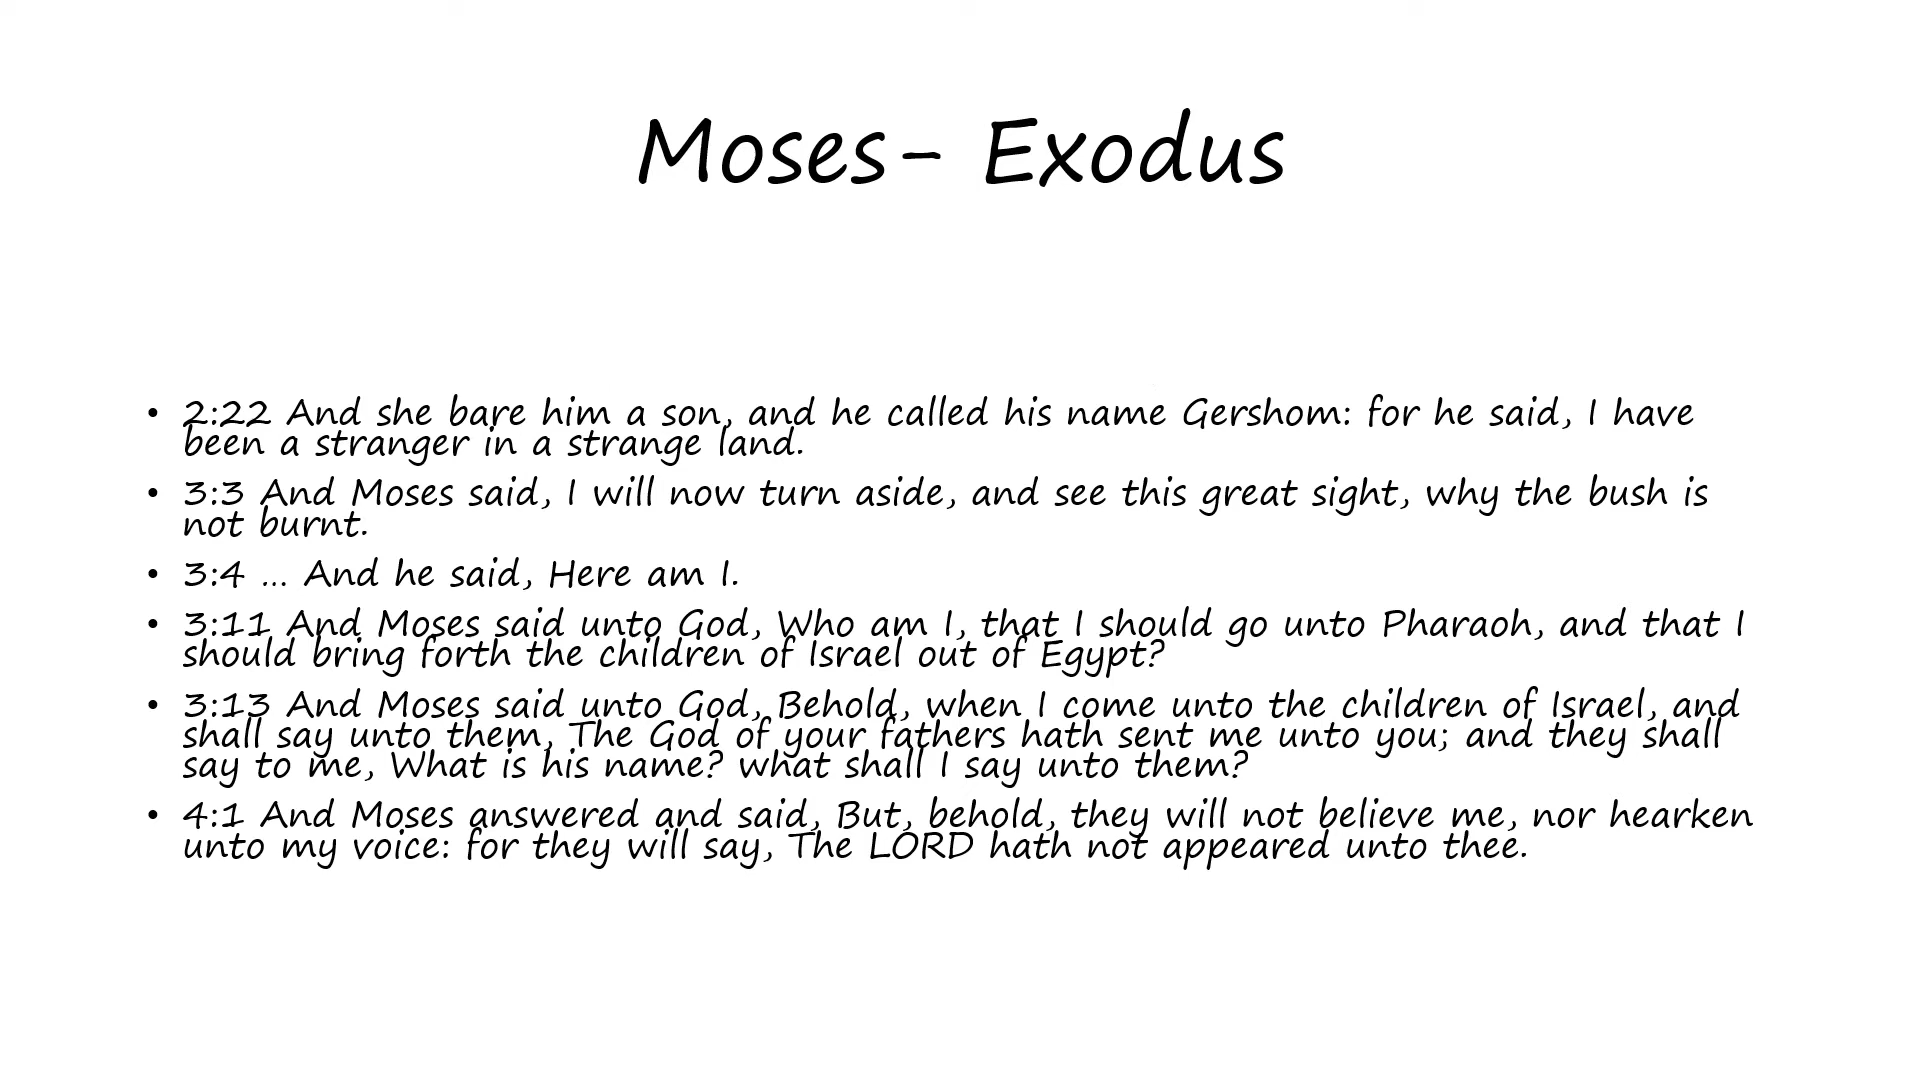 Moses- Exodus
• 2:22 And she bare him a son, and he called his name Gershom: for he said, I have
been a stranger in a strange land.
• 3:3 And Moses said, I will now turn aside, and see this great sight, why the bush is
not burnt.
• 3:4 ... And he said, Here am I.
• 3:11 And Moses said unto God, Who am I, that I should go unto Pharaoh, and that I
should bring forth the children of Israel out of Egypt?
• 3:13 And Moses said unto God, Behold, when I come unto the children of Israel, and
shall say unto them, The God of your fathers hath sent me unto you; and they shall
say to me, What is his name? what shall I say unto them?
• 4:1 And Moses answered and said, But, behold, they will not believe me, nor hearken
unto my voice: for they will say, The LORD hath not appeared unto thee.